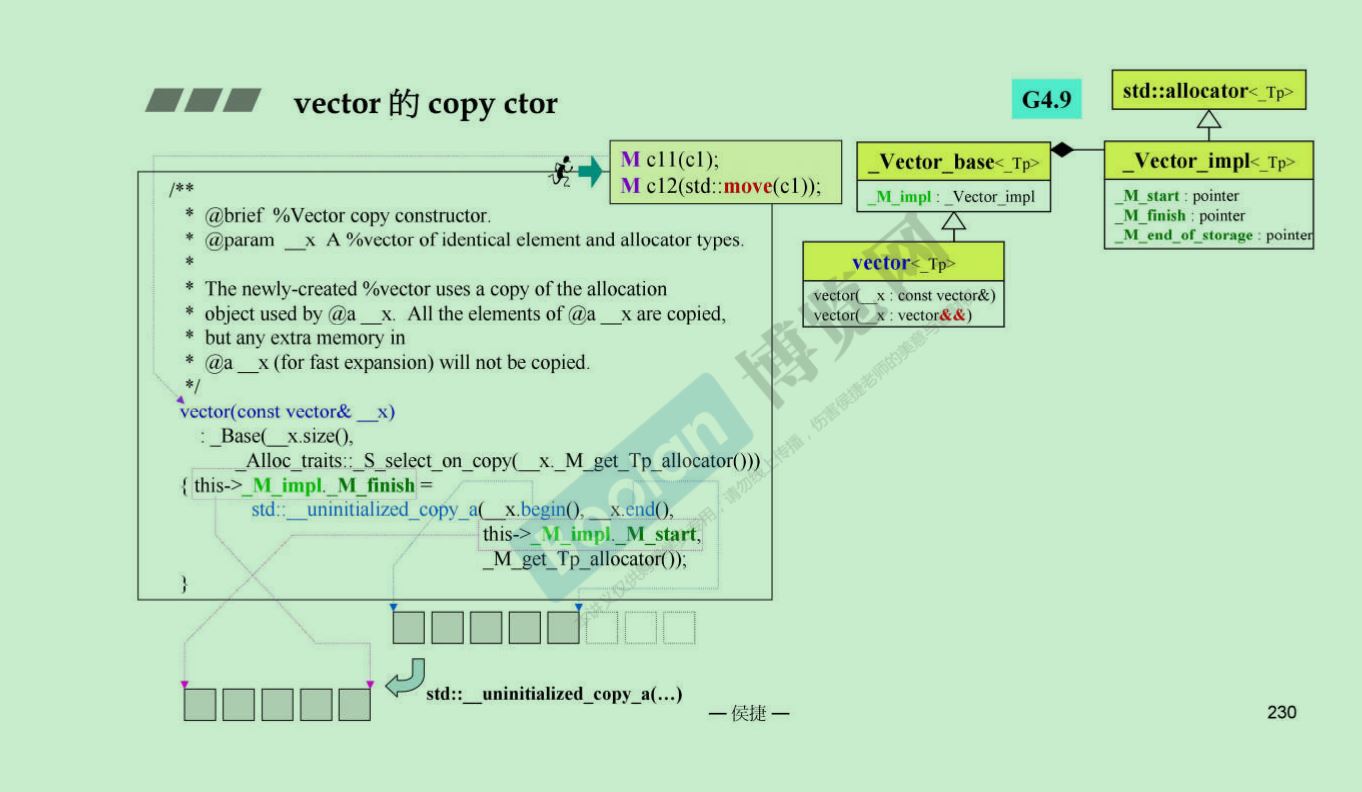 vector 的 copy ctor
G4.9
std::allocator<_Tp>
M c11(c1);
M c12(std::move(c1));
_Vector_base<_Tp>
_M_impl : _Vector_impl
_Vector_impl<_Tp>
_M_start : pointer
_M_finish : pointer
_M_end_of_storage : pointer
vector<_Tp>
vector(__x : const vector&)
vector(__x : vector&&)
/**
* @brief %Vector copy constructor.
* @param __x A %vector of identical element and allocator types.
*
* The newly-created %vector uses a copy of the allocation
* object used by @a __x. All the elements of @a __x are copied,
* but any extra memory in
* @a __x (for fast expansion) will not be copied.
*/
vector(const vector& __x)
: _Base(__x.size(),
_Alloc_traits::_S_select_on_copy(__x._M_get_Tp_allocator()))
{ this->_M_impl._M_finish =
std::__uninitialized_copy_a(__x.begin(), __x.end(),
this->_M_impl._M_start,
_M_get_Tp_allocator());
}
std::__uninitialized_copy_a(…)
— 侯捷 —
230
boolan
博览网